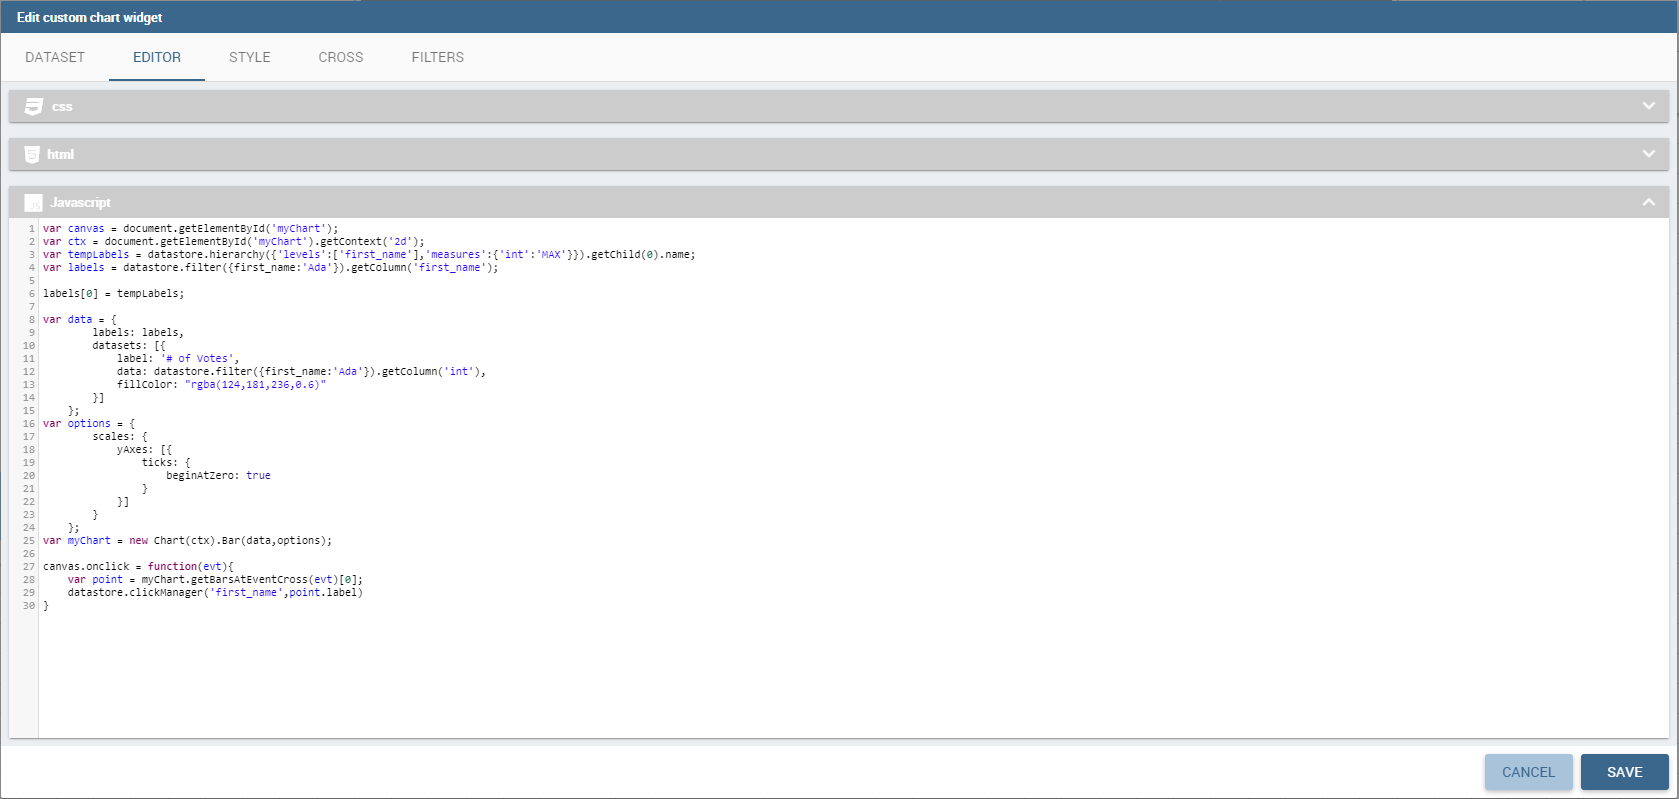 Edit custom chart widget
DATASET EDITOR STYLE CROSS FILTERS
css
html
Javascript
1 var canvas = document.getElementById('myChart');
2 var ctx = document.getElementById('myChart').getContext('2d');
3 var tempLabels = datastore.hierarchy({'levels':['first_name'],'measures':{'int':'MAX'}}).getChild(0).name;
4 var labels = datastore.filter({first_name:'Ada'}).getColumn('first_name');
5
6 labels[0] = tempLabels;
7
8 var data = {
9 labels: labels,
10 datasets: [{
11 label: '# of Votes',
12 data: datastore.filter({first_name:'Ada'}).getColumn('int'),
13 fillColor: "rgba(124,181,236,0.6)"
14 }]
15 };
16 var options = {
17 scales: {
18 yAxes: [{
19 ticks: {
20 beginAtZero: true
21 }
22 }]
23 }
24 };
25 var myChart = new Chart(ctx).Bar(data,options);
26
27 canvas.onclick = function(evt){
28 var point = myChart.getBarsAtEventCross(evt)[0];
29 datastore.clickManager('first_name',point.label)
30 }
CANCEL SAVE